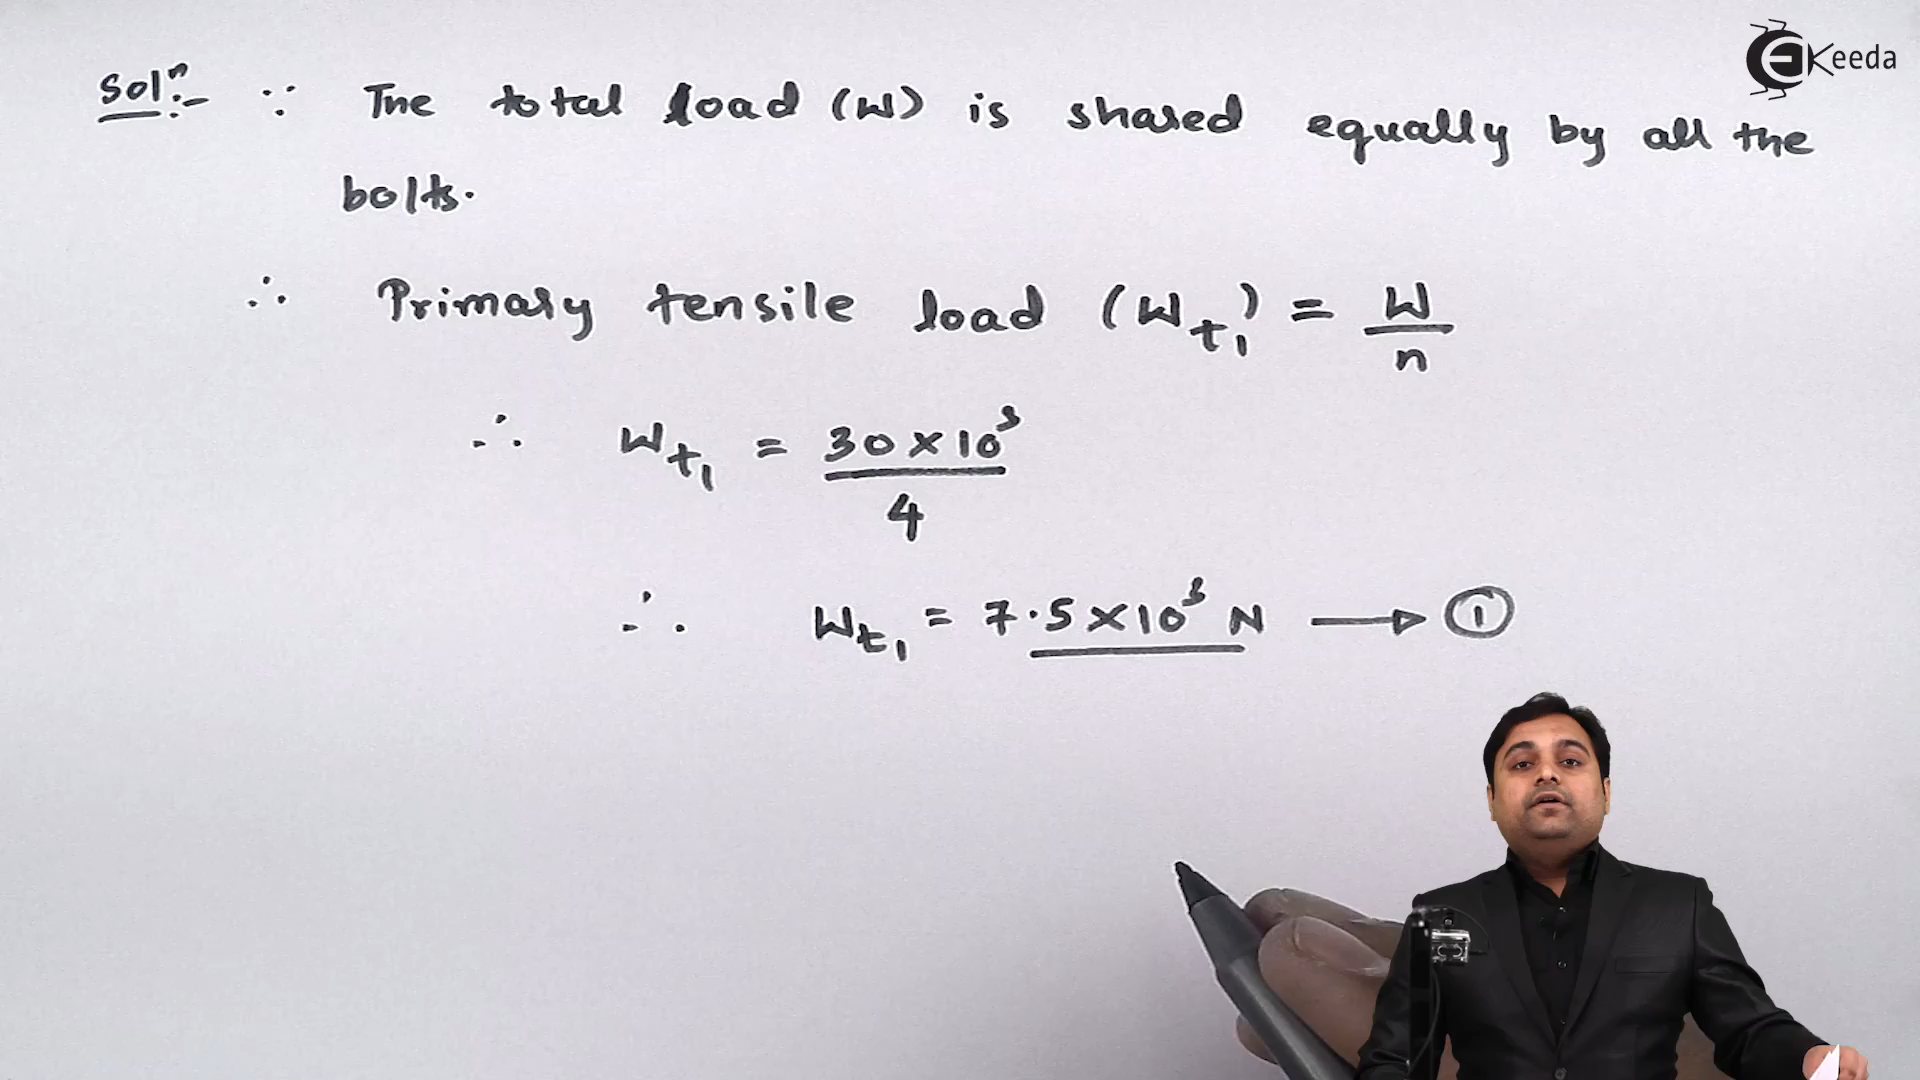 Ekeeda
Solⁿ:- ∵ The total load (W) is shared equally by all the
bolts.
∴ Primary tensile load (Wt₁) = W/n
∴ Wt₁ = 30×10³/4
∴ Wt₁ = 7.5×10³ N → ①